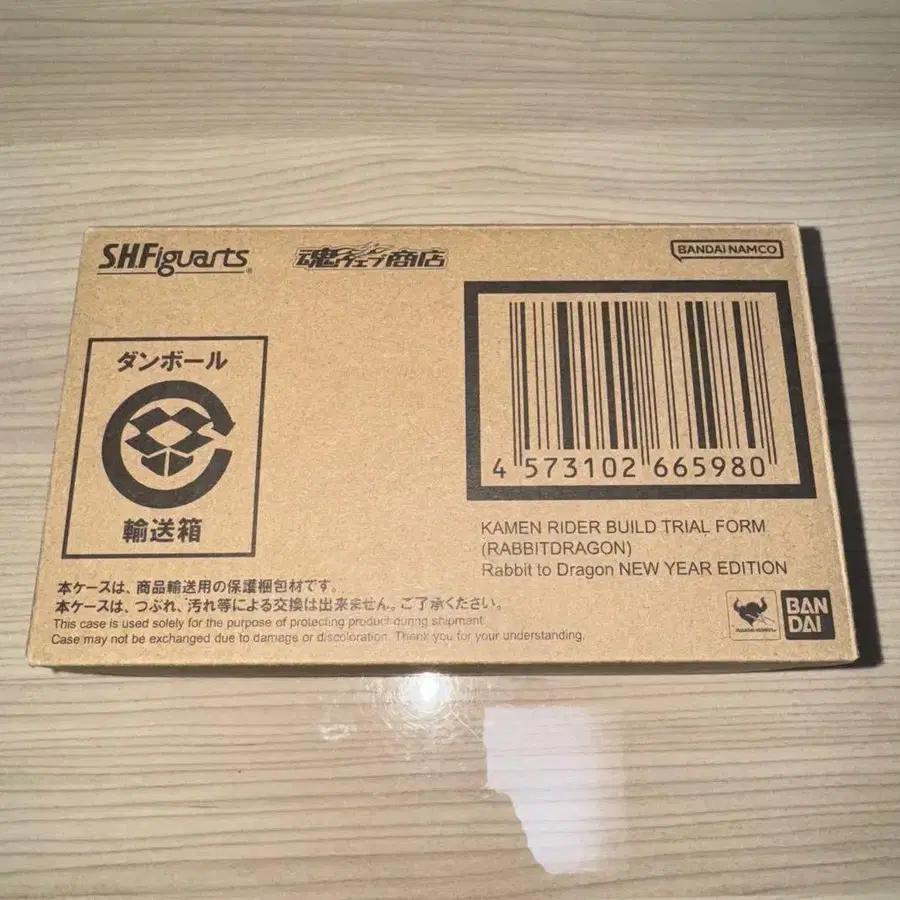 S.H.Figuarts®
魂ウェブ商店
BANDAI NAMCO
ダンボール
輸送箱
4 573102 665980
KAMEN RIDER BUILD TRIAL FORM
(RABBITDRAGON)
Rabbit to Dragon NEW YEAR EDITION
本ケースは、商品輸送用の保護梱包材です。
本ケースは、つぶれ、汚れ等による交換は出来ません。ご了承ください。
This case is used solely for the purpose of protecting product during shipment.
Case may not be exchanged due to damage or discoloration. Thank you for your understanding.
BAN
DAI